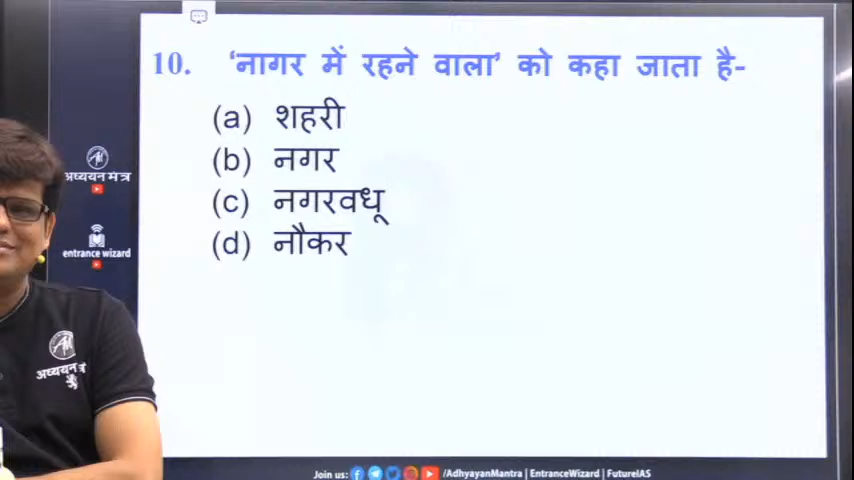 10. ‘नागर में रहने वाला’ को कहा जाता है-
(a) शहरी
(b) नगर
(c) नगरवधू
(d) नौकर
अध्ययन मंत्र
entrance wizard
अध्ययन मंत्र
Join us: /AdhyayanMantra | EntranceWizard | FutureIAS